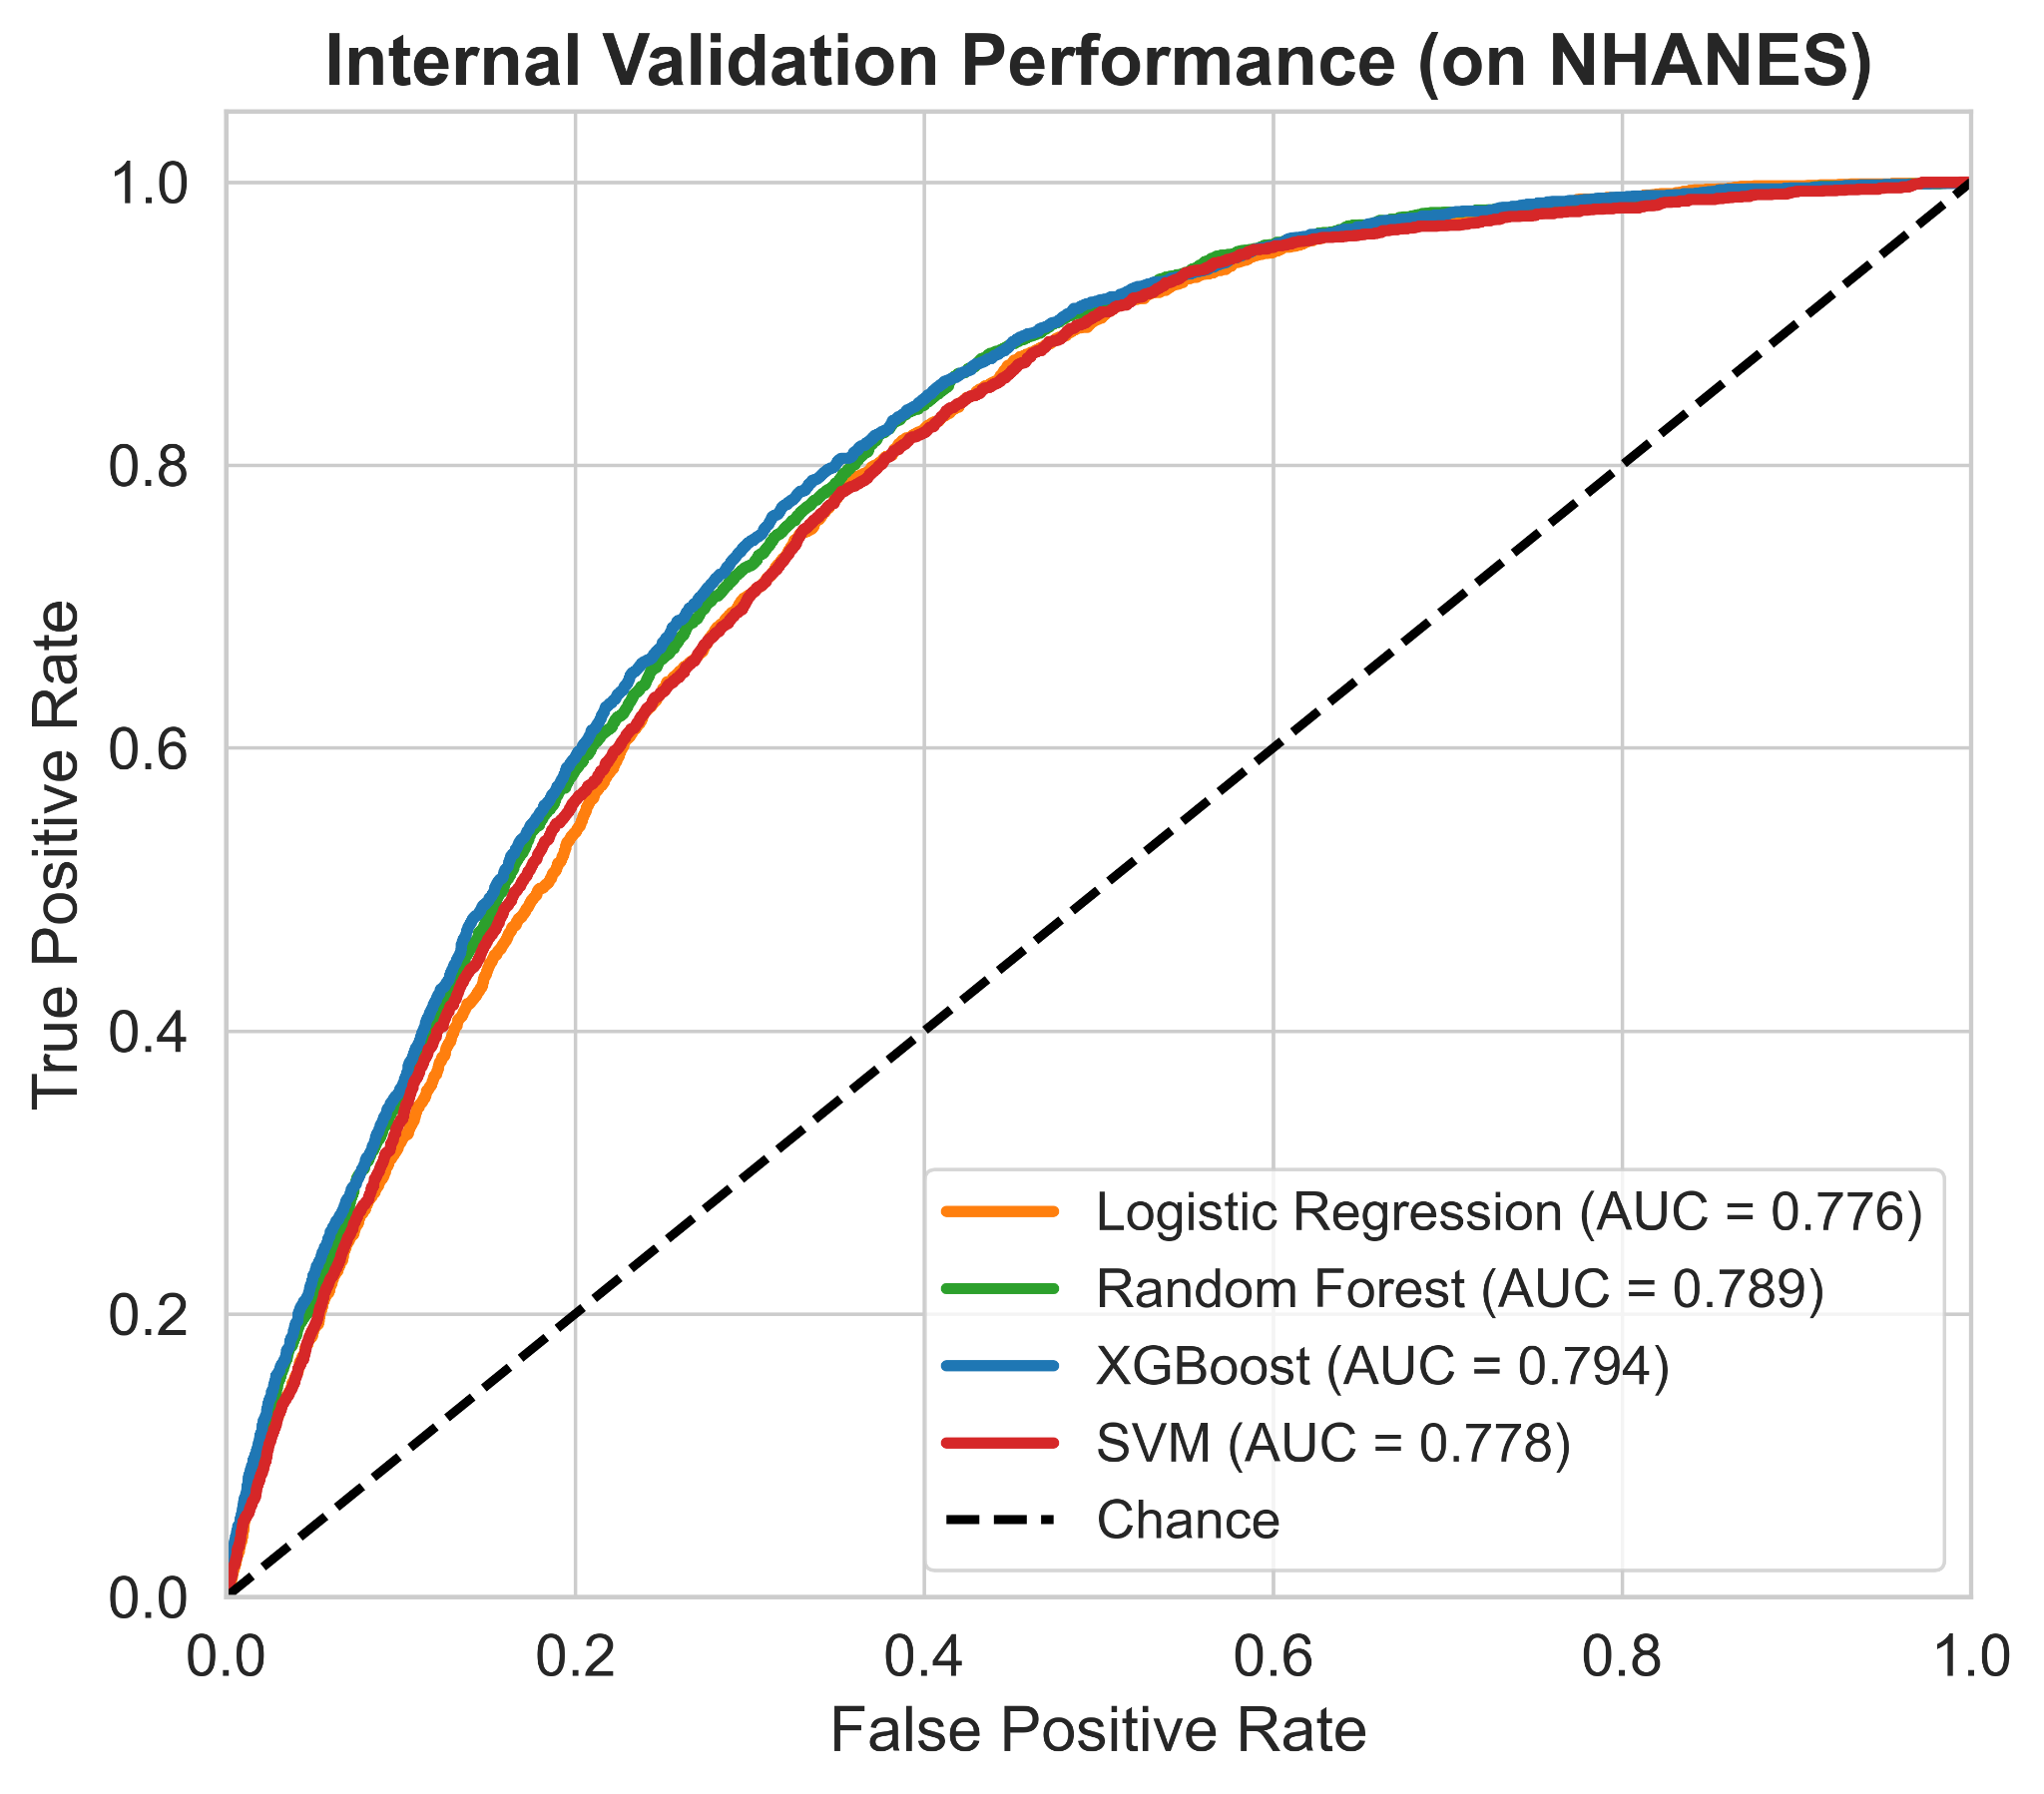 Internal Validation Performance (on NHANES)
1.0
0.8
0.6
0.4
0.2
0.0
True Positive Rate
Logistic Regression (AUC = 0.776)
Random Forest (AUC = 0.789)
XGBoost (AUC = 0.794)
SVM (AUC = 0.778)
Chance
0.0 0.2 0.4 0.6 0.8 1.0
False Positive Rate